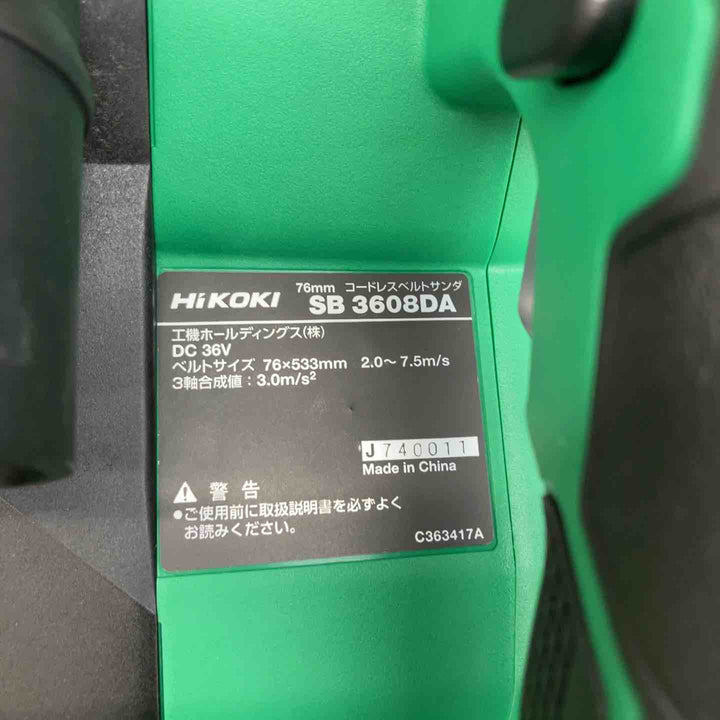 76mm コードレスベルトサンダ
HiKOKI SB 3608DA
工機ホールディングス(株)
DC 36V
ベルトサイズ 76×533mm 2.0～7.5m/s
3軸合成値：3.0m/s²
J740011
Made in China
警告
●ご使用前に取扱説明書を必ずよく
お読みください。
C363417A